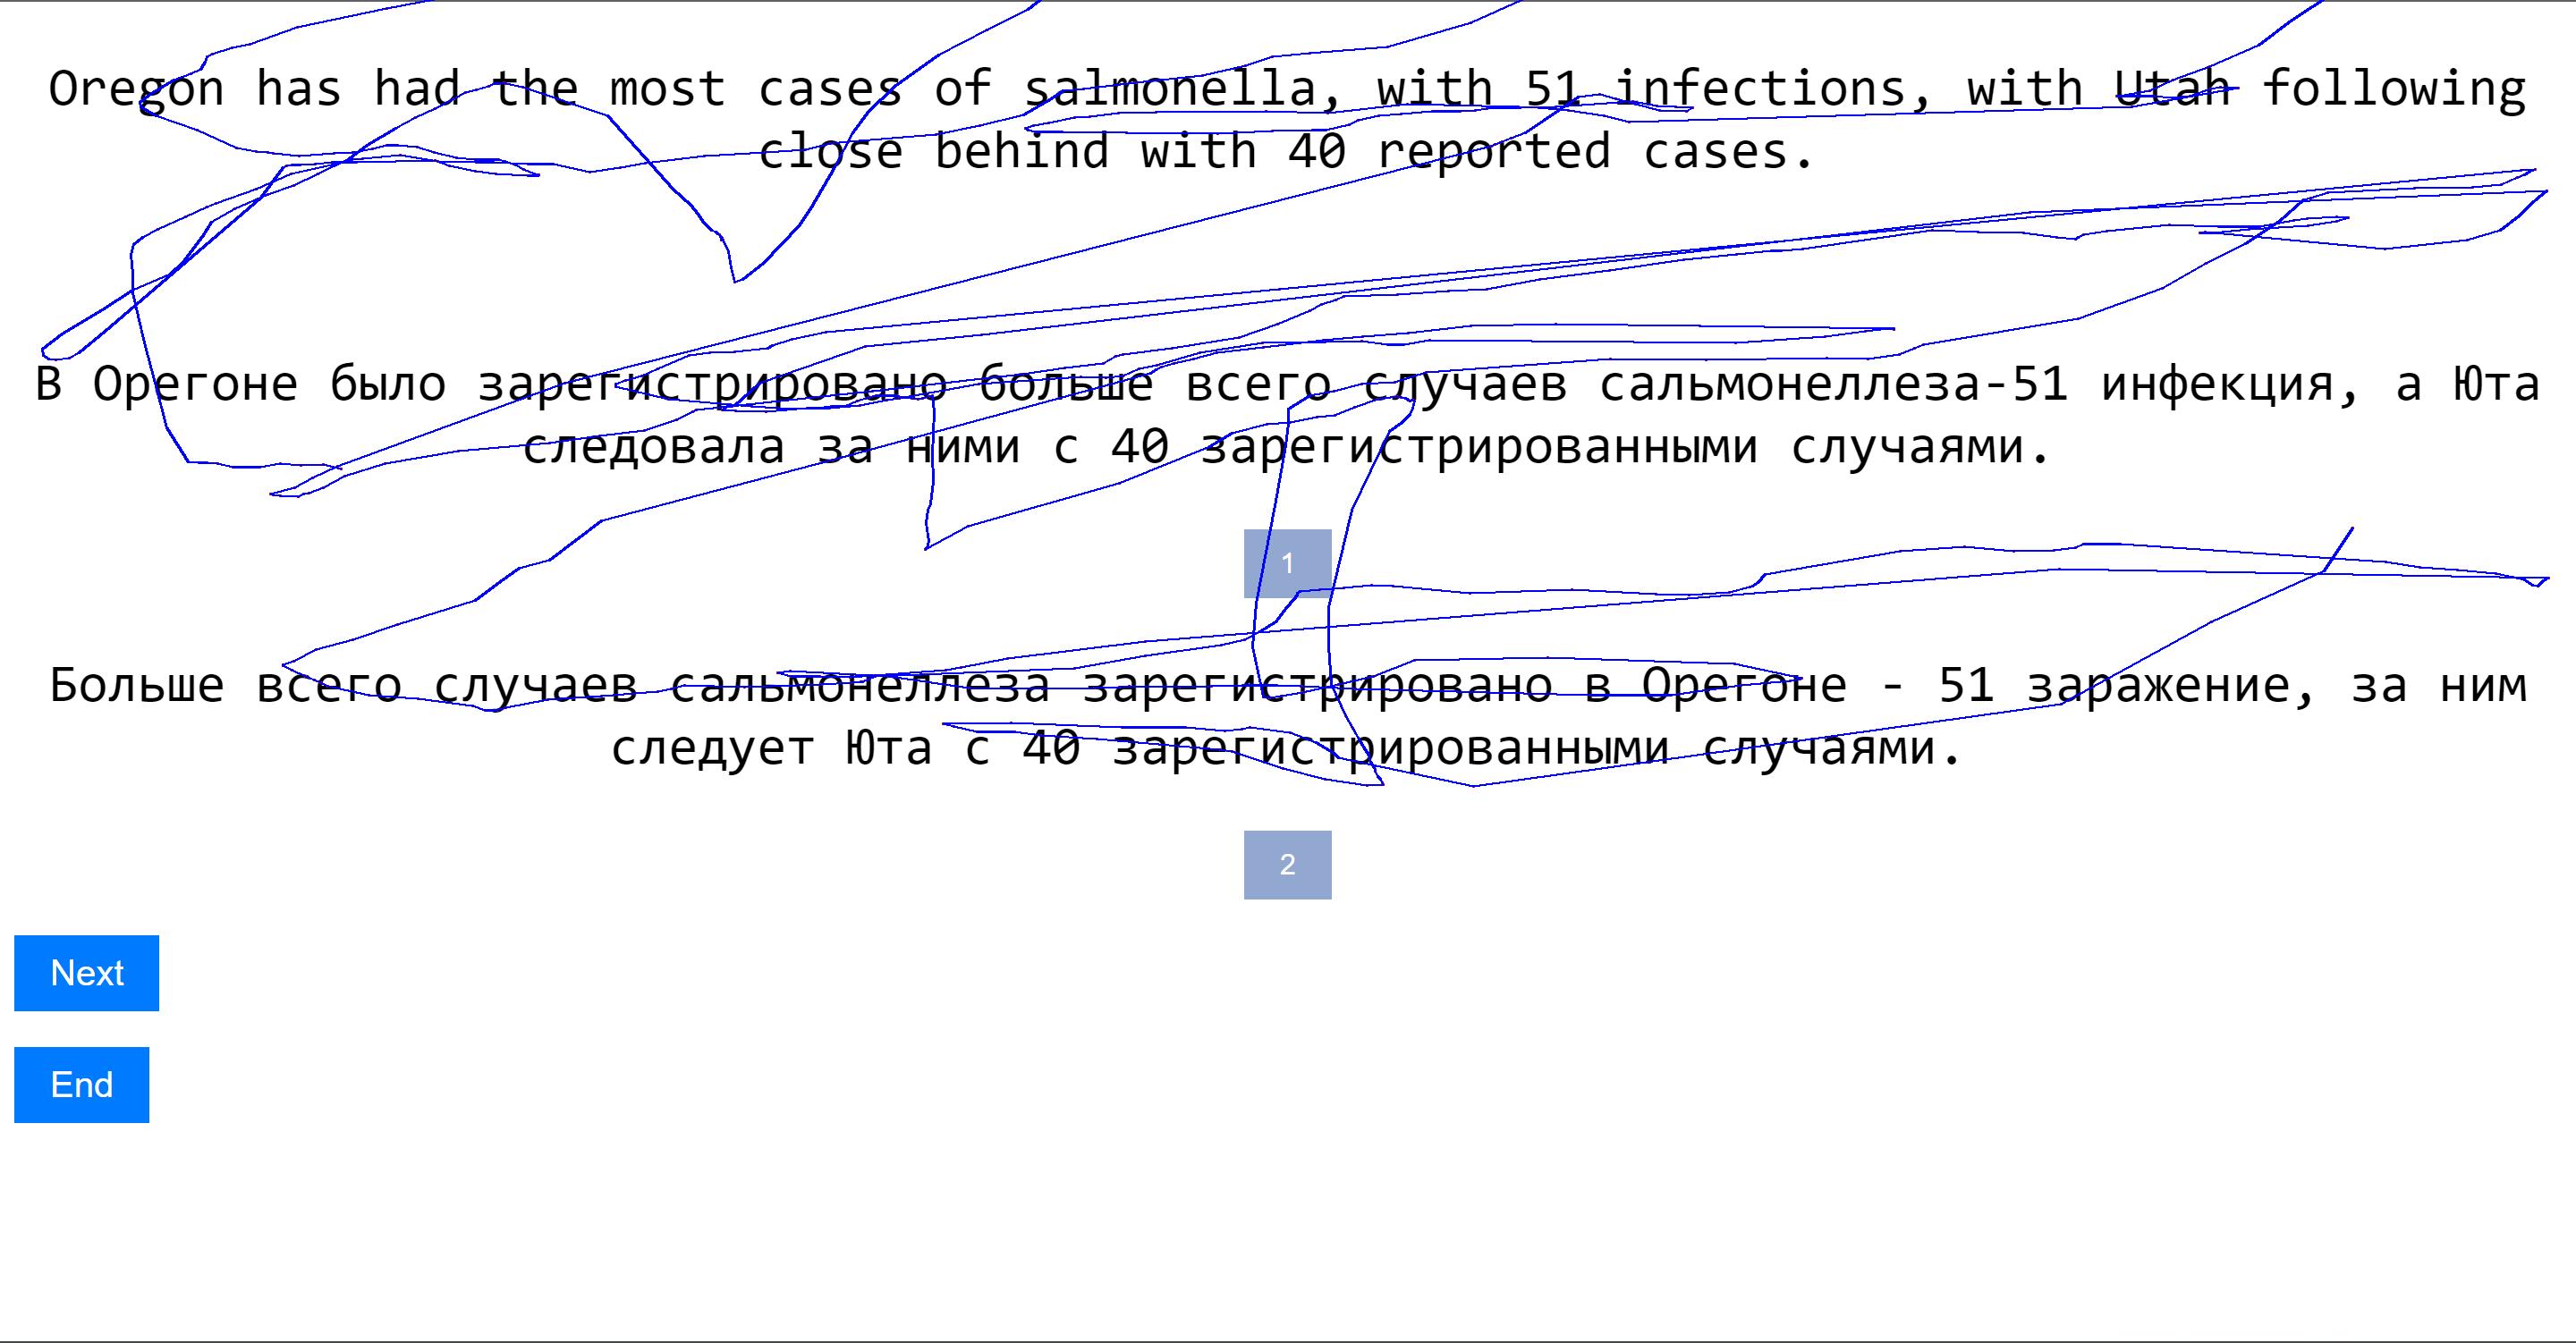 Oregon has had the most cases of salmonella, with 51 infections, with Utah following
close behind with 40 reported cases.
В Орегоне было зарегистрировано больше всего случаев сальмонеллеза-51 инфекция, а Юта
следовала за ними с 40 зарегистрированными случаями.
1
Больше всего случаев сальмонеллеза зарегистрировано в Орегоне - 51 заражение, за ним
следует Юта с 40 зарегистрированными случаями.
2
Next
End